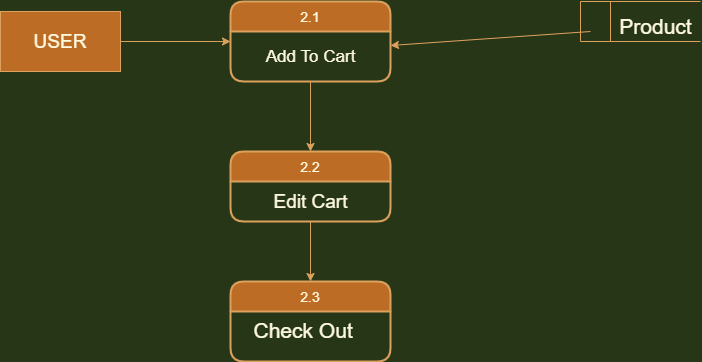 USER
2.1
Add To Cart
Product
2.2
Edit Cart
2.3
Check Out